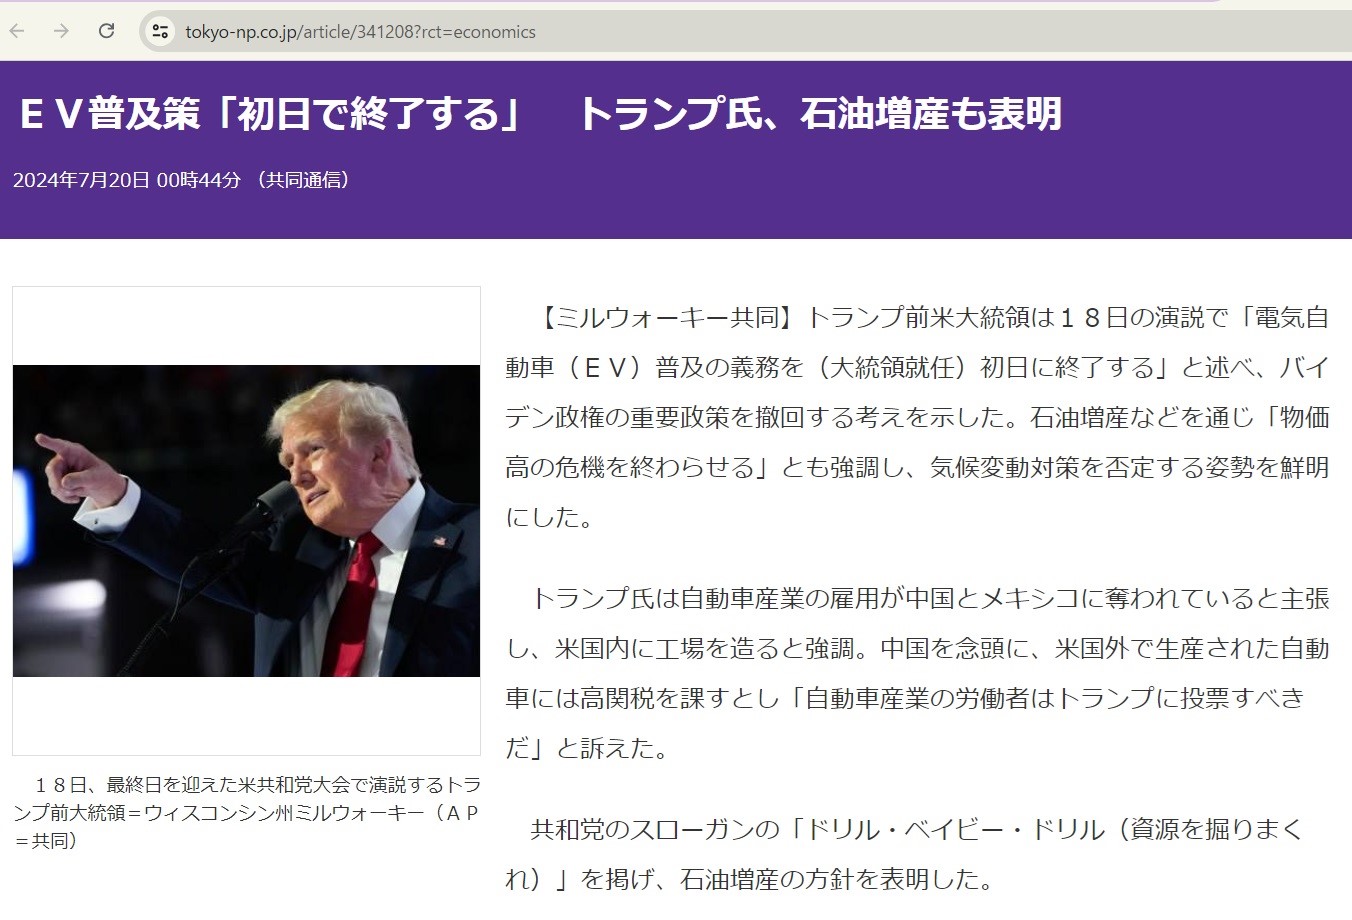 tokyo-np.co.jp/article/341208?rct=economics
ＥＶ普及策「初日で終了する」　トランプ氏、石油増産も表明
2024年7月20日 00時44分 （共同通信）
【ミルウォーキー共同】トランプ前米大統領は１８日の演説で「電気自
動車（ＥＶ）普及の義務を（大統領就任）初日に終了する」と述べ、バイ
デン政権の重要政策を撤回する考えを示した。石油増産などを通じ「物価
高の危機を終わらせる」とも強調し、気候変動対策を否定する姿勢を鮮明
にした。
トランプ氏は自動車産業の雇用が中国とメキシコに奪われていると主張
し、米国内に工場を造ると強調。中国を念頭に、米国外で生産された自動
車には高関税を課すとし「自動車産業の労働者はトランプに投票すべき
だ」と訴えた。
共和党のスローガンの「ドリル・ベイビー・ドリル（資源を掘りまく
れ）」を掲げ、石油増産の方針を表明した。
１８日、最終日を迎えた米共和党大会で演説するトラ
ンプ前大統領＝ウィスコンシン州ミルウォーキー（ＡＰ
＝共同）